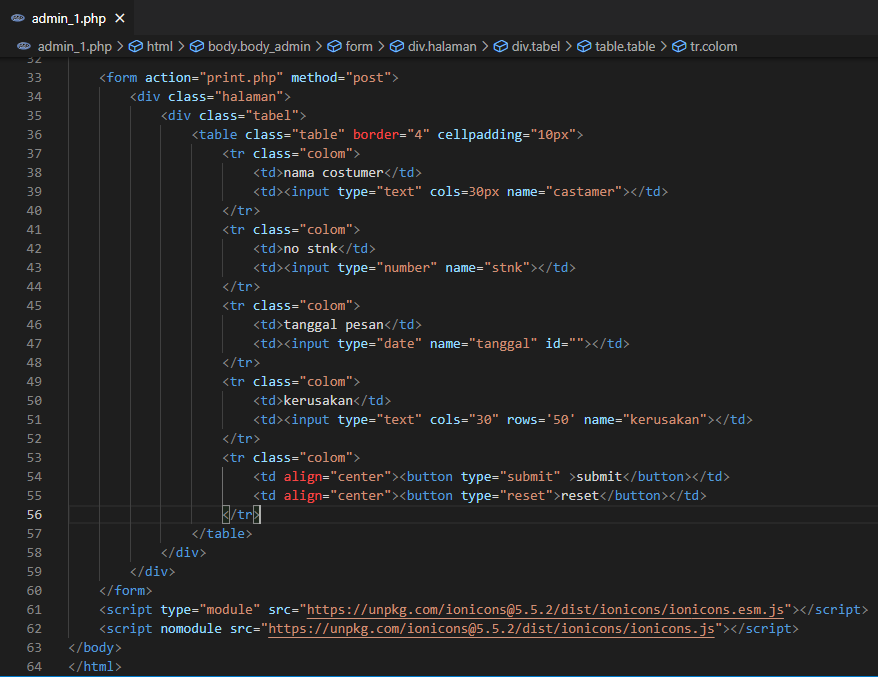 admin_1.php ×
admin_1.php > html > body.body_admin > form > div.halaman > div.tabel > table.table > tr.colom
32
33 <form action="print.php" method="post">
34 <div class="halaman">
35 <div class="tabel">
36 <table class="table" border="4" cellpadding="10px">
37 <tr class="colom">
38 <td>nama costumer</td>
39 <td><input type="text" cols=30px name="castamer"></td>
40 </tr>
41 <tr class="colom">
42 <td>no stnk</td>
43 <td><input type="number" name="stnk"></td>
44 </tr>
45 <tr class="colom">
46 <td>tanggal pesan</td>
47 <td><input type="date" name="tanggal" id=""></td>
48 </tr>
49 <tr class="colom">
50 <td>kerusakan</td>
51 <td><input type="text" cols="30" rows='50' name="kerusakan"></td>
52 </tr>
53 <tr class="colom">
54 <td align="center"><button type="submit" >submit</button></td>
55 <td align="center"><button type="reset">reset</button></td>
56 </tr>
57 </table>
58 </div>
59 </div>
60 </form>
61 <script type="module" src="https://unpkg.com/ionicons@5.5.2/dist/ionicons/ionicons.esm.js"></script>
62 <script nomodule src="https://unpkg.com/ionicons@5.5.2/dist/ionicons/ionicons.js"></script>
63 </body>
64 </html>